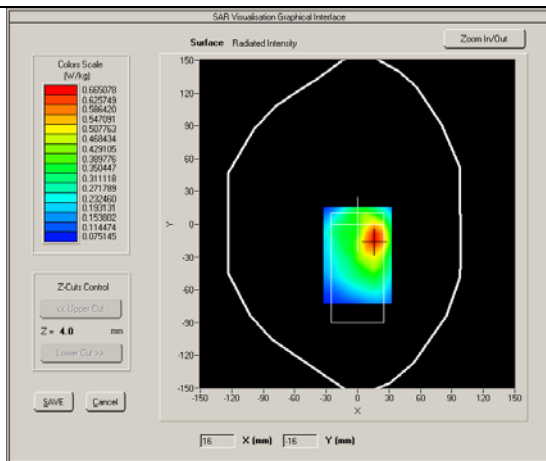 SAR Visualisation Graphical Interface
Surface Radiated Intensity
Zoom In/Out
Colors Scale
(W/kg)
0.665078
0.625749
0.586420
0.547091
0.507763
0.468434
0.429105
0.389776
0.350447
0.311118
0.271789
0.232460
0.193131
0.153802
0.114474
0.075145
Z-Cuts Control
<< Upper Cut
Z = 4.0 mm
Lower Cut >>
SAVE Cancel
150
120
90
60
30
0
-30
-60
-90
-120
-150
Y
-150 -120 -90 -60 -30 0 30 60 90 120 150
X
16 X (mm) -16 Y (mm)